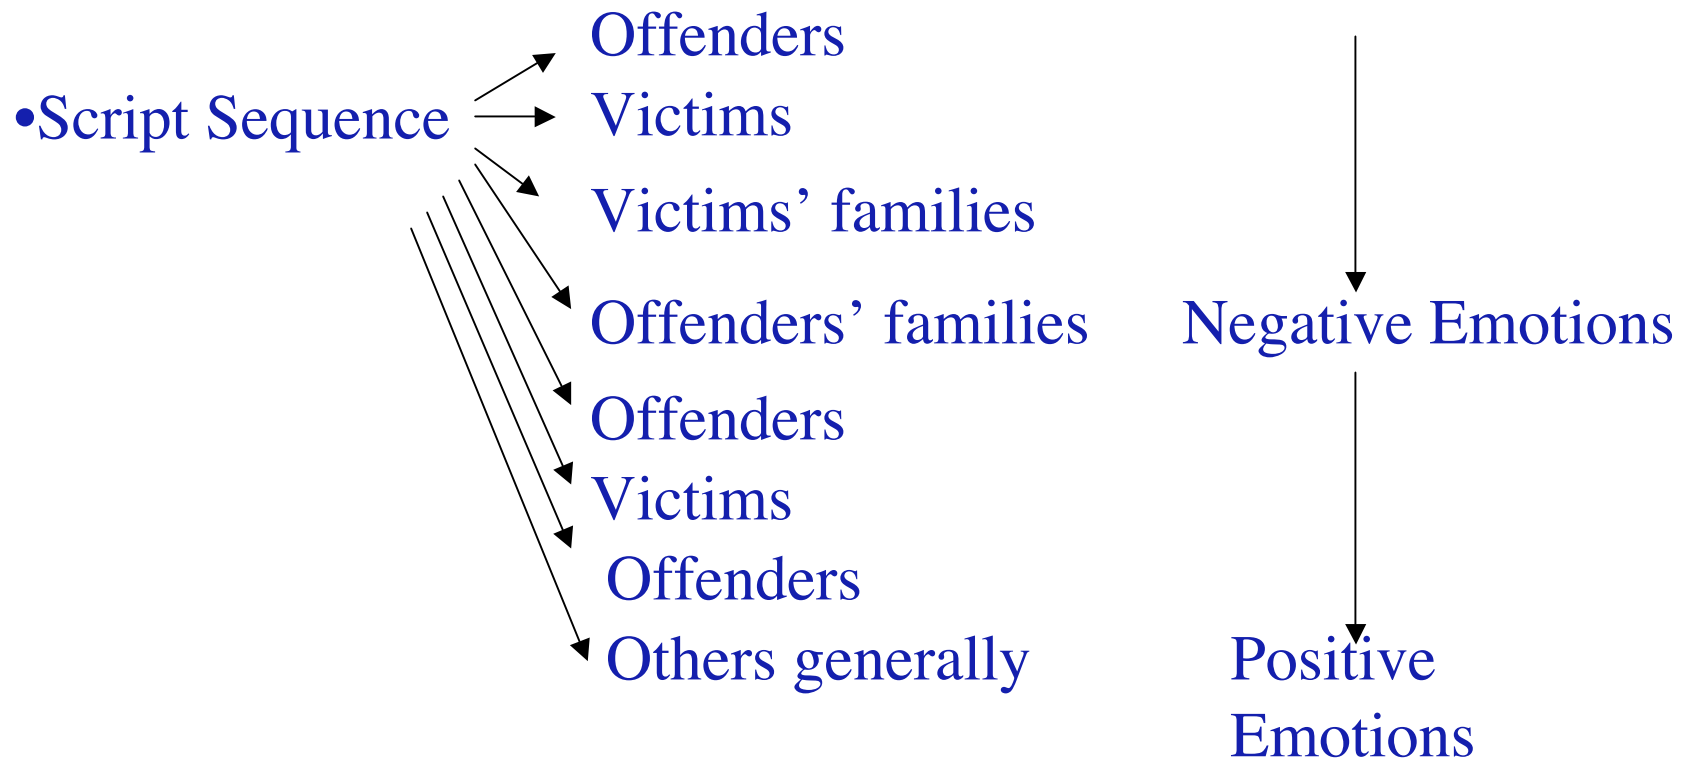 Offenders
•Script Sequence
Victims
Victims’ families
Offenders’ families
Negative Emotions
Offenders
Victims
Offenders
Others generally
Positive
Emotions